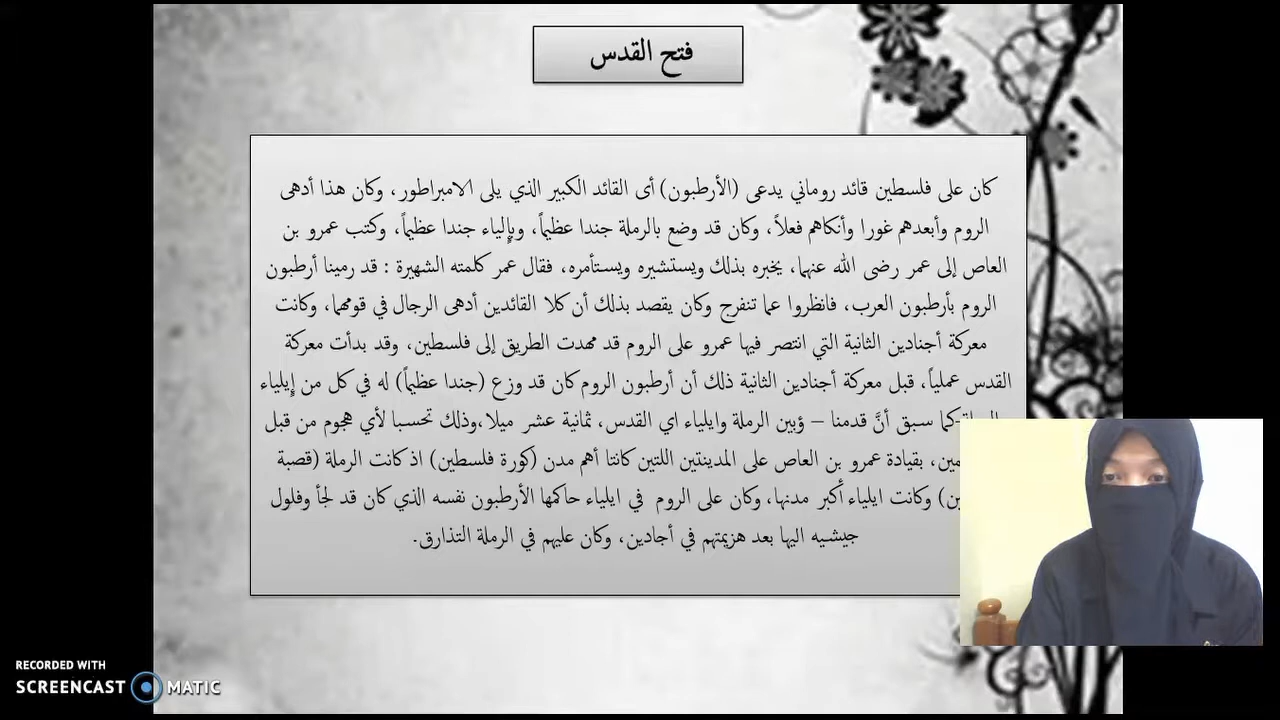 فتح القدس
كان على فلسطين قائد روماني يدعى (الأرطبون) أى القائد الكبير الذي يلى الامبراطور، وكان هذا أدهى
الروم وأبعدهم غورا وأنكاهم فعلاً، وكان قد وضع بالرملة جندا عظيماً، وبإلياء جندا عظيماً، وكتب عمرو بن
العاص إلى عمر رضى الله عنهما، يخبره بذلك ويستشيره ويستأمره، فقال عمر كلمته الشهيرة : قد رمينا أرطبون
الروم بأرطبون العرب، فانظروا عما تنفرج وكان يقصد بذلك أن كلا القائدين أدهى الرجال في قومهما، وكانت
معركة أجنادين الثانية التي انتصر فيها عمرو على الروم قد مهدت الطريق إلى فلسطين، وقد بدأت معركة
القدس عملياً، قبل معركة أجنادين الثانية ذلك أن أرطبون الروم كان قد وزع (جندا عظيماً) له في كل من إيلياء
كما سبق أنَّ قدمنا – ؤبين الرملة وايلياء اي القدس، ثمانية عشر ميلا ،وذلك تحسبا لأي هجوم من قبل
بقيادة عمرو بن العاص على المدينتين اللتين كانتا أهم مدن (كورة فلسطين) اذ كانت الرملة (قصبة
وكانت ايلياء أكبر مدنها، وكان على الروم في ايلياء حاكمها الأرطبون نفسه الذي كان قد لجأ وفلول
جيشيه اليها بعد هزيمتهم في أجادين، وكان عليهم في الرملة التذارق.
RECORDED WITH
SCREENCAST MATIC